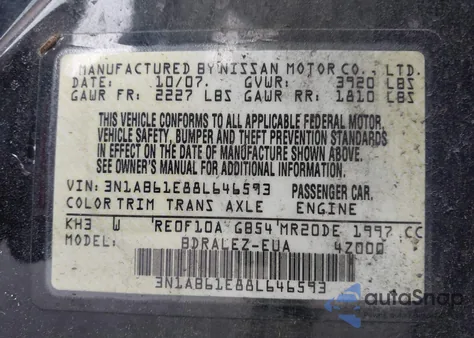 MANUFACTURED BY NISSAN MOTOR CO., LTD.
DATE: 10/07. GVWR: 3920 LBS
GAWR FR: 2227 LBS GAWR RR: 1810 LBS
THIS VEHICLE CONFORMS TO ALL APPLICABLE FEDERAL MOTOR
VEHICLE SAFETY, BUMPER AND THEFT PREVENTION STANDARDS
IN EFFECT ON THE DATE OF MANUFACTURE SHOWN ABOVE.
SEE OWNER'S MANUAL FOR ADDITIONAL INFORMATION.
VIN: 3N1AB61E88L646593 PASSENGER CAR.
COLOR TRIM TRANS AXLE ENGINE
KH3 W RE0F10A GB54 MR20DE 1997 CC
BDRALEZ-EUA 4Z000
3N1AB61E88L646593
autoSnap